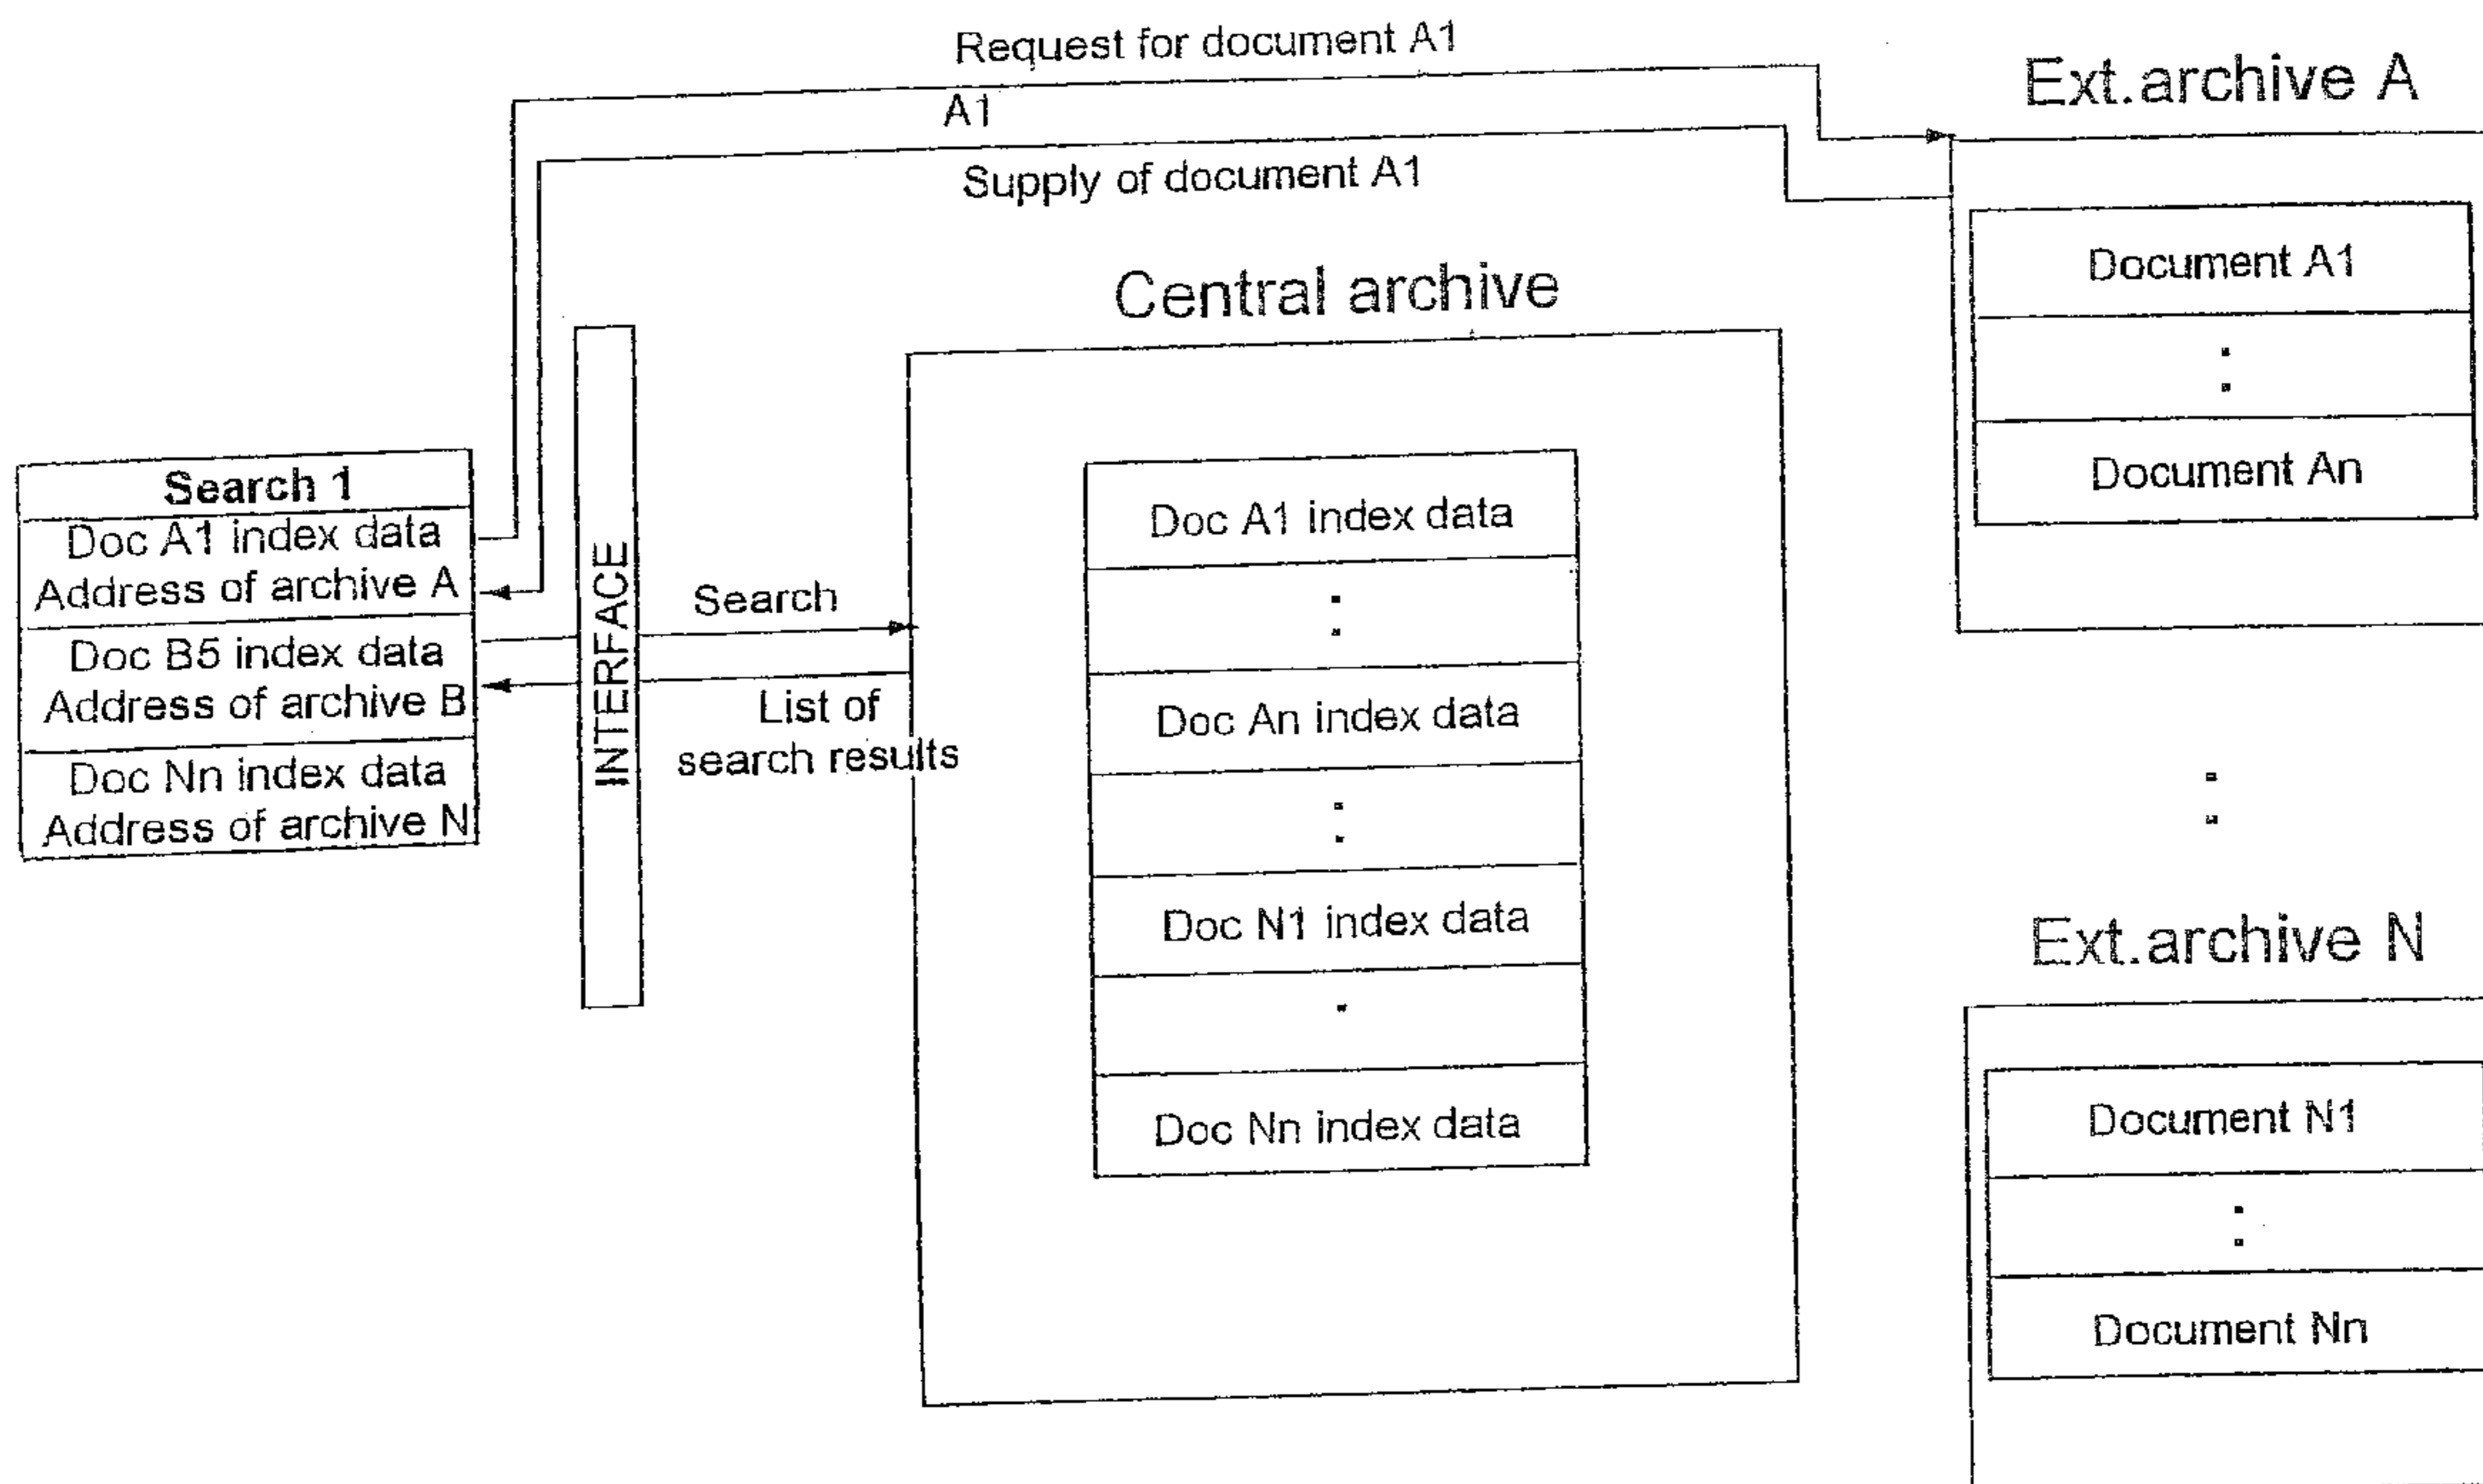 Request for document A1
A1
Supply of document A1
Ext.archive A
Document A1
Document An
Central archive
Search 1
Doc A1 index data
Address of archive A
Doc B5 index data
Address of archive B
Doc Nn index data
Address of archive N
INTERFACE
Search
List of
search results
Doc A1 index data
Doc An index data
Doc N1 index data
Doc Nn index data
Ext.archive N
Document N1
Document Nn